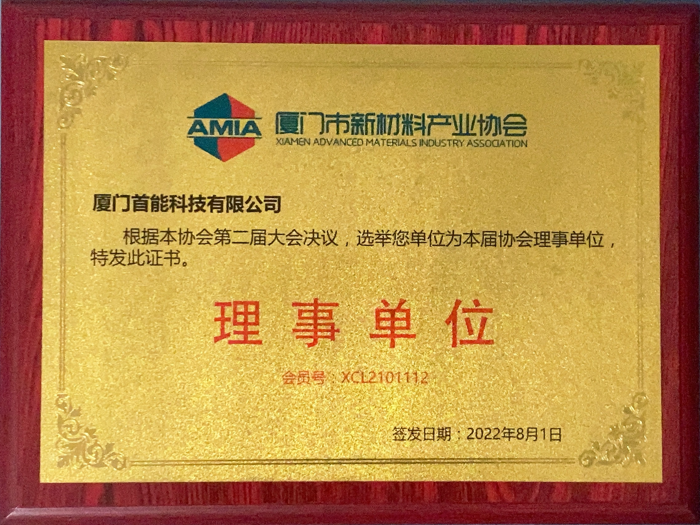 AMIA 厦门市新材料产业协会
XIAMEN ADVANCED MATERIALS INDUSTRY ASSOCIATION
厦门首能科技有限公司
根据本协会第二届大会决议，选举您单位为本届协会理事单位，
特发此证书。
理事单位
会员号：XCL2101112
签发日期：2022年8月1日